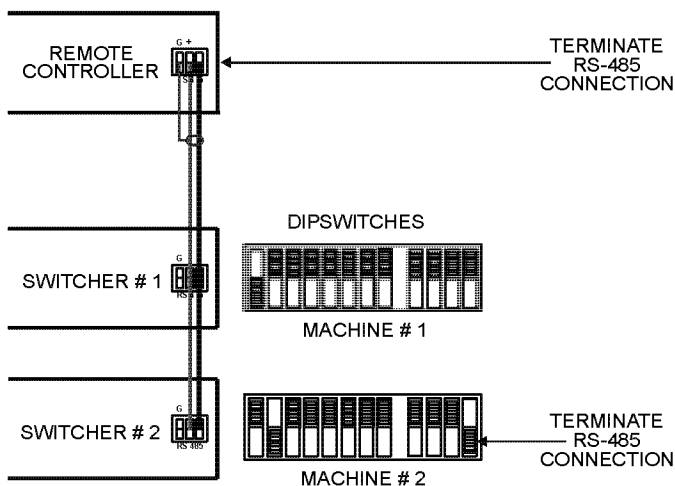 G +
REMOTE
CONTROLLER
TERMINATE
RS-485
CONNECTION
DIPSWITCHES
G
SWITCHER # 1
RS
MACHINE # 1
G
SWITCHER # 2
RS 485
MACHINE # 2
TERMINATE
RS-485
CONNECTION